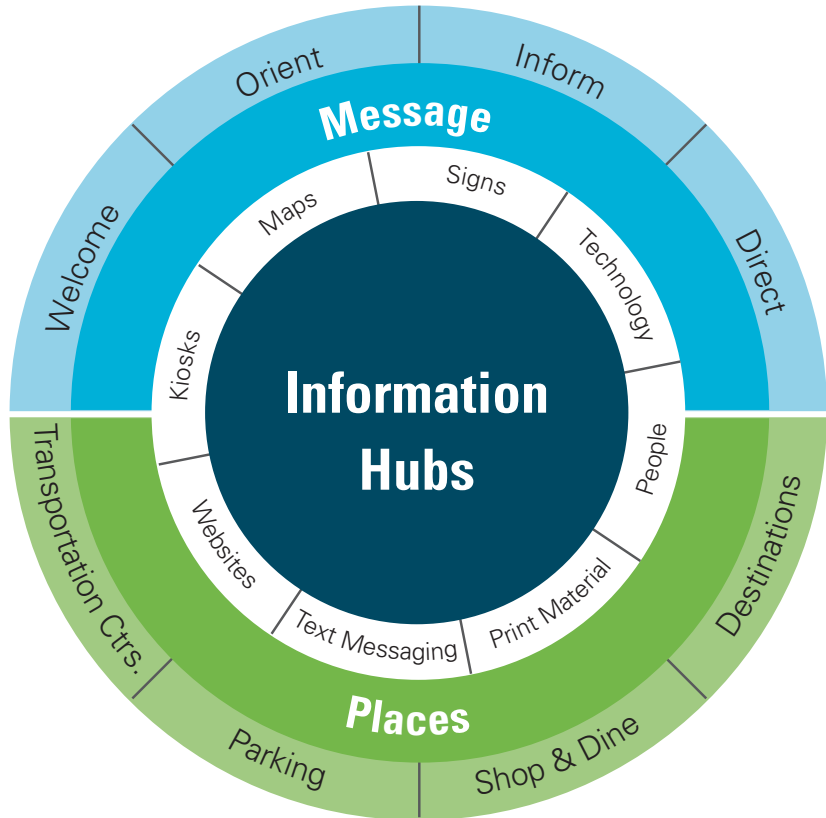 Welcome
Orient
Inform
Direct
Message
Kiosks
Maps
Signs
Technology
People
Print Material
Text Messaging
Websites
Information
Hubs
Places
Transportation Ctrs.
Parking
Shop & Dine
Destinations